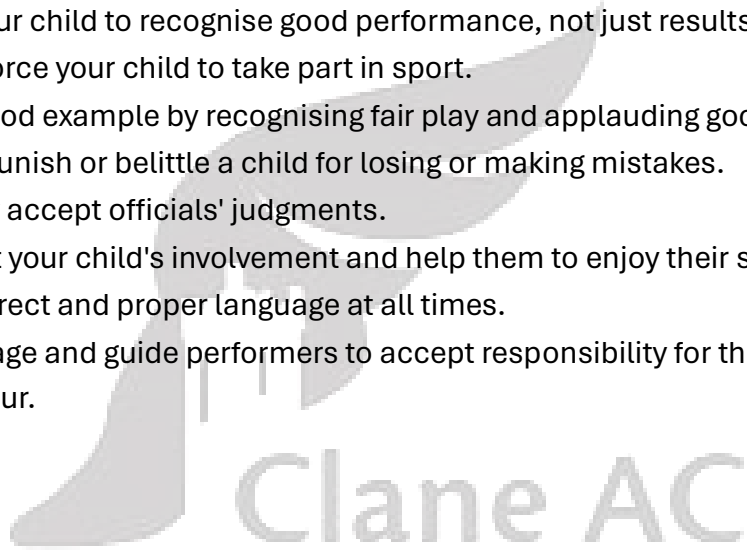 ur child to recognise good performance, not just results
orce your child to take part in sport.
od example by recognising fair play and applauding goo
unish or belittle a child for losing or making mistakes.
accept officials' judgments.
t your child's involvement and help them to enjoy their s
rect and proper language at all times.
age and guide performers to accept responsibility for th
ur.
Clane AC